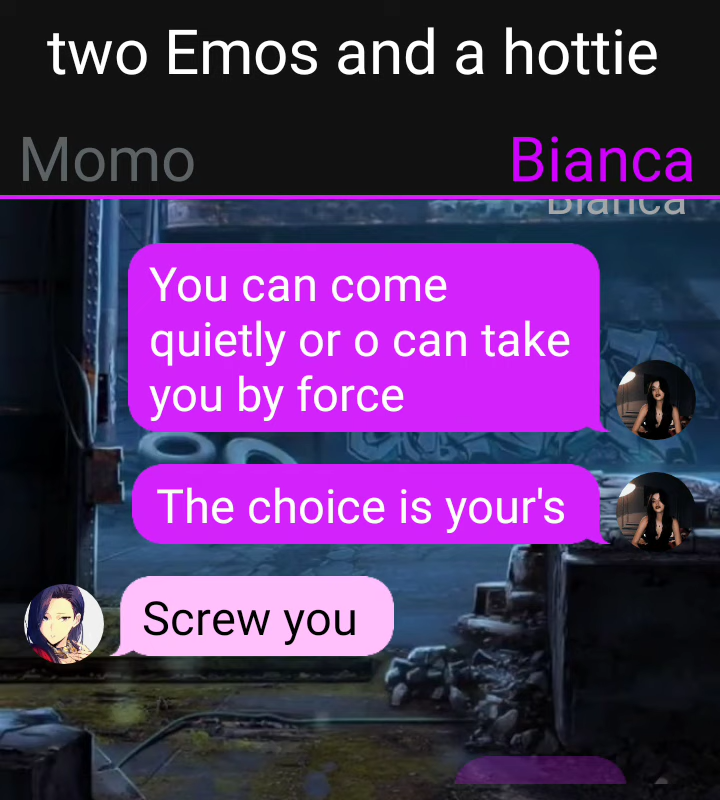 two Emos and a hottie
Momo Bianca
Bianca
You can come
quietly or o can take
you by force
The choice is your's
Screw you